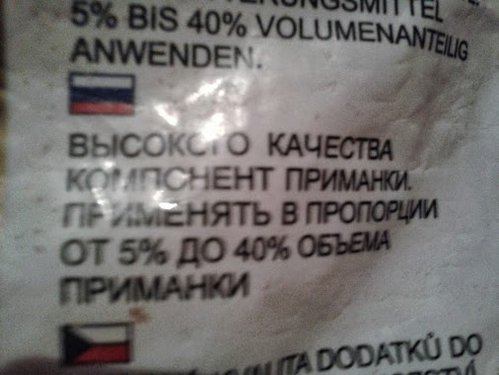 5% BIS 40% VOLUMENANTEILIG
ANWENDEN.
ВЫСОКОГО КАЧЕСТВА
КОМПОНЕНТ ПРИМАНКИ.
ПРИМЕНЯТЬ В ПРОПОРЦИИ
ОТ 5% ДО 40% ОБЪЕМА
ПРИМАНКИ
DODATKŮ DO